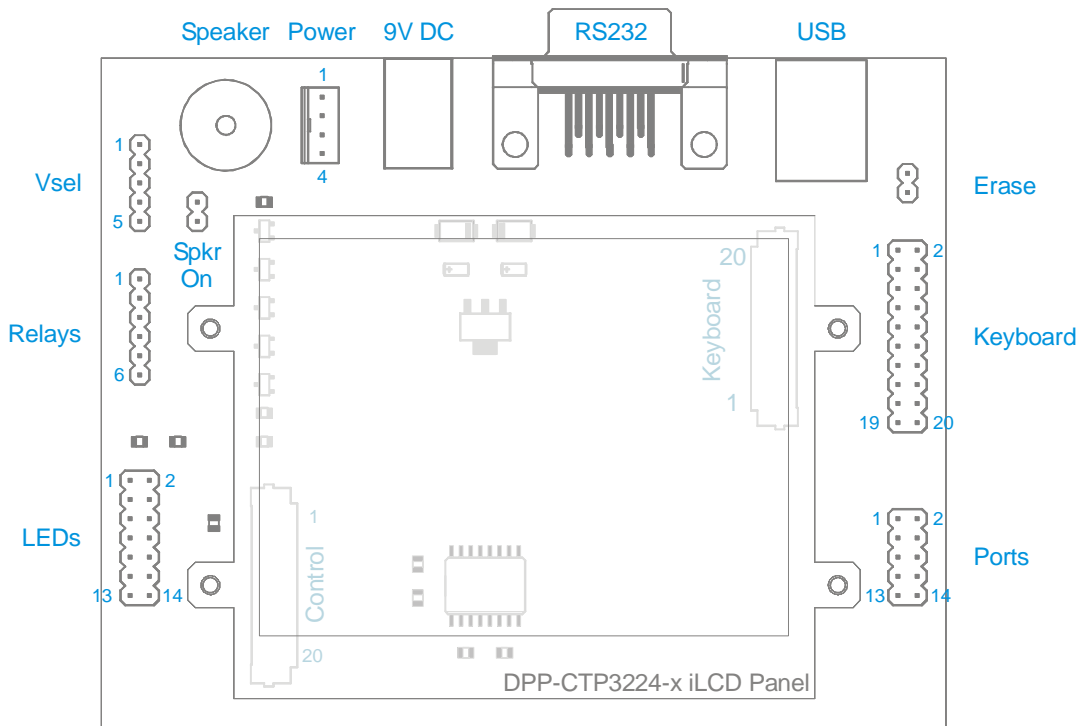 Speaker Power 9V DC RS232 USB
1
4
1
Vsel
5
Spkr
On
Erase
1 2
20
Keyboard
1
Keyboard
19 20
1
Relays
6
1 2
LEDs
13 14
1
Control
20
1 2
Ports
13 14
DPP-CTP3224-x iLCD Panel